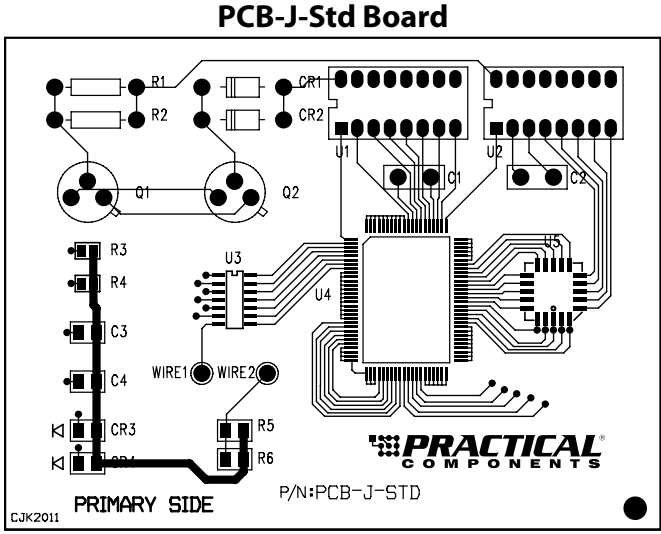 PCB-J-Std Board
R1
R2
CR1
CR2
U1
U2
C1
C2
Q1
Q2
R3
R4
U3
U4
U5
C3
C4
WIRE1
WIRE2
CR3
CR4
R5
R6
PRACTICAL®
COMPONENTS
P/N:PCB-J-STD
PRIMARY SIDE
CJK2011